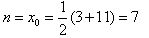 n = x₀ = 1/2 (3+11) = 7